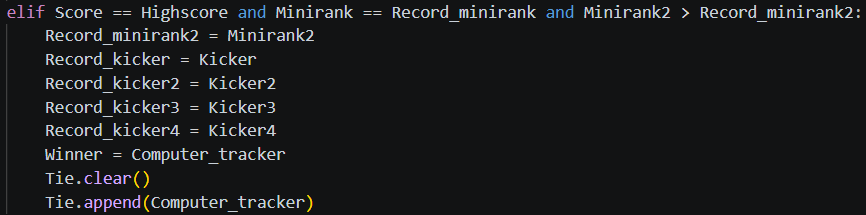 elif Score == Highscore and Minirank == Record_minirank and Minirank2 > Record_minirank2:
    Record_minirank2 = Minirank2
    Record_kicker = Kicker
    Record_kicker2 = Kicker2
    Record_kicker3 = Kicker3
    Record_kicker4 = Kicker4
    Winner = Computer_tracker
    Tie.clear()
    Tie.append(Computer_tracker)